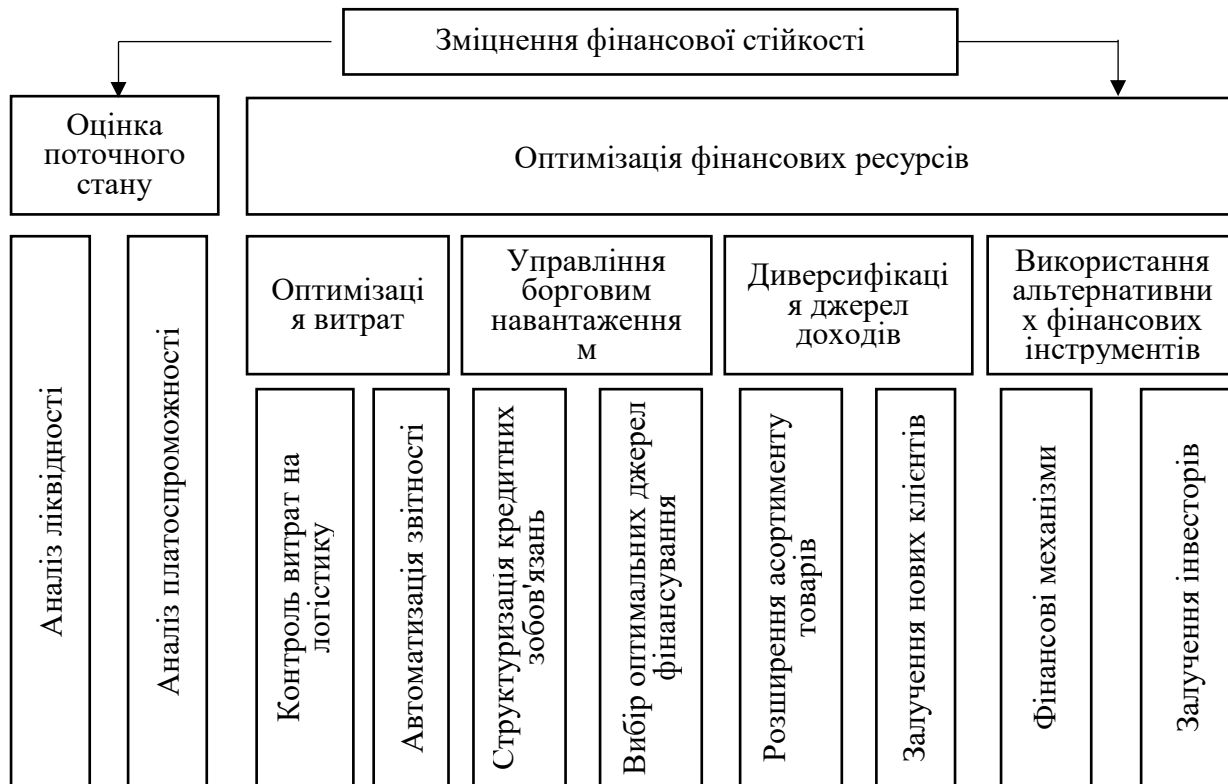 Зміцнення фінансової стійкості
Оцінка
поточного
стану
Оптимізація фінансових ресурсів
Аналіз ліквідності
Аналіз платоспроможності
Оптимізаці
я витрат
Управління
борговим
навантаження
м
Диверсифікаці
я джерел
доходів
Використання
альтернативни
х фінансових
інструментів
Контроль витрат на
логістику
Автоматизація звітності
Структуризація кредитних
зобов'язань
Вибір оптимальних джерел
фінансування
Розширення асортименту
товарів
Залучення нових клієнтів
Фінансові механізми
Залучення інвесторів